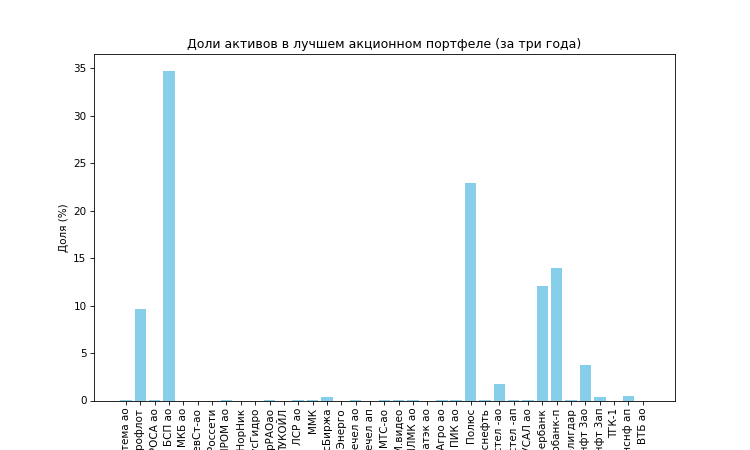 Доли активов в лучшем акционном портфеле (за три года)
Доля (%)
35
30
25
20
15
10
5
0
тема ао
рофлот
РОСА ао
БСП ао
МКБ ао
евСт-ао
Россети
ПРОМ ао
НорНик
сГидро
рРАОао
ЛУКОЙЛ
ЛСР ао
ММК
сБиржа
Энерго
ечел ао
ечел ап
МТС-ао
М.видео
ЛМК ао
атэк ао
Агро ао
ПИК ао
Полюс
снефть
стел -ао
стел -ап
УСАЛ ао
ербанк
рбанк-п
лигдар
нфт 3ао
нфт 3ап
ТГК-1
нснф ап
ВТБ ао